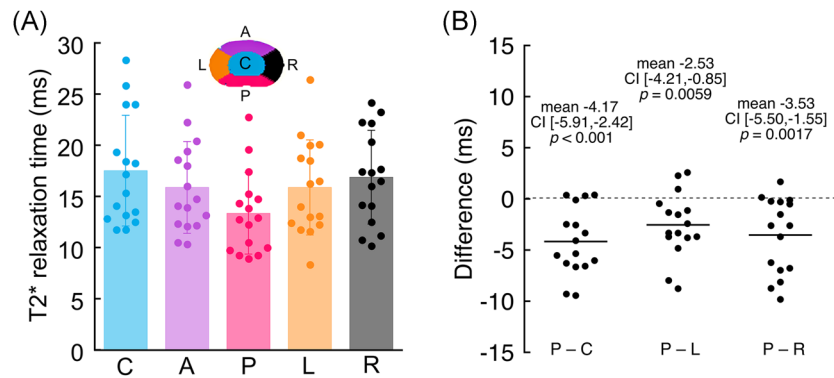 (A)
T2* relaxation time (ms)
30
25
20
15
10
5
0
A
L C R
P
C A P L R
(B)
Difference (ms)
15
10
5
0
-5
-10
-15
mean -4.17
CI [-5.91,-2.42]
p < 0.001
mean -2.53
CI [-4.21,-0.85]
p = 0.0059
mean -3.53
CI [-5.50,-1.55]
p = 0.0017
P – C P – L P – R